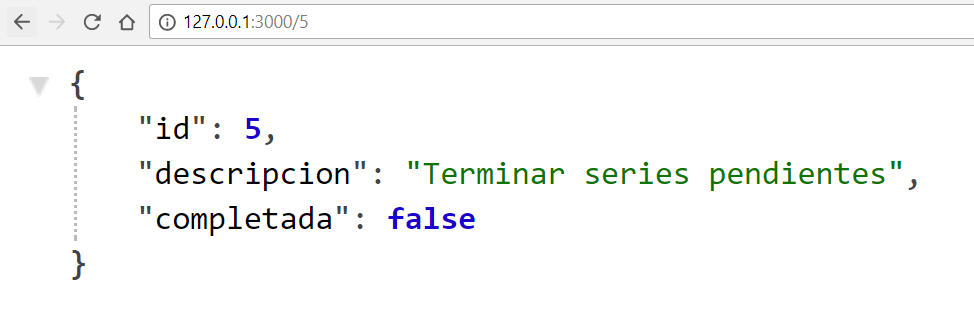 127.0.0.1:3000/5
{
"id": 5,
"descripcion": "Terminar series pendientes",
"completada": false
}